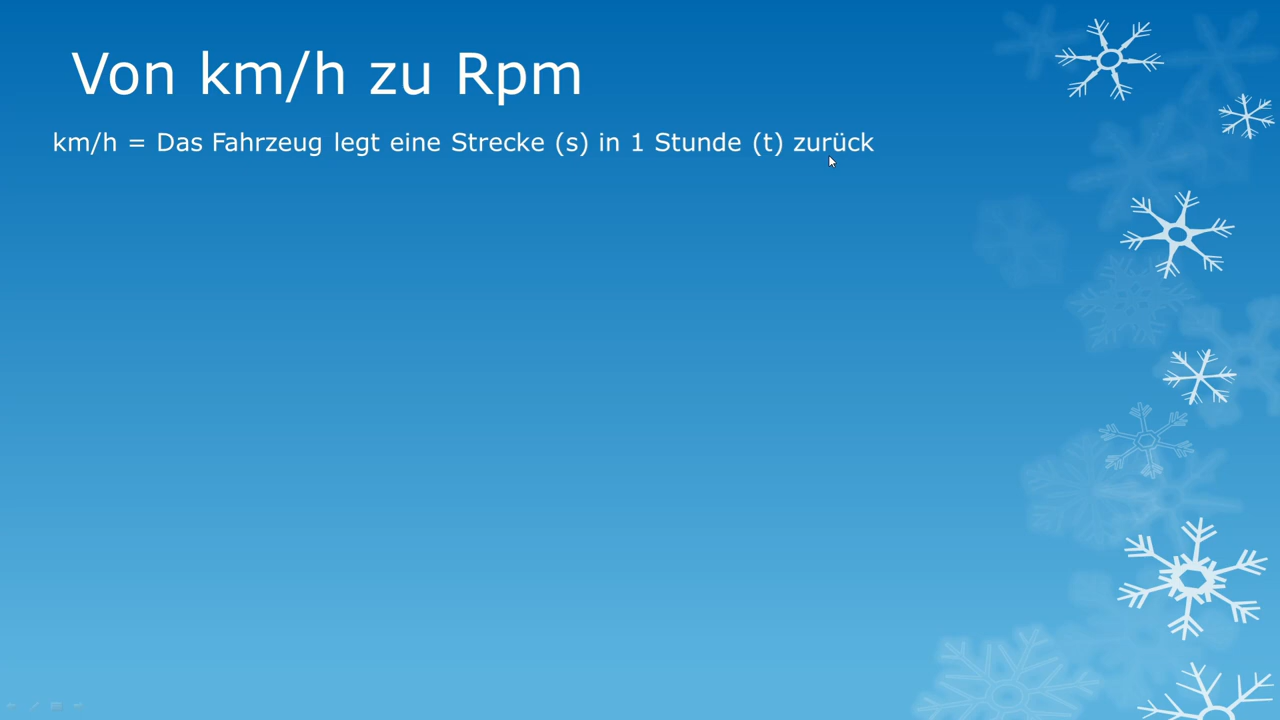 Von km/h zu Rpm
km/h = Das Fahrzeug legt eine Strecke (s) in 1 Stunde (t) zurück